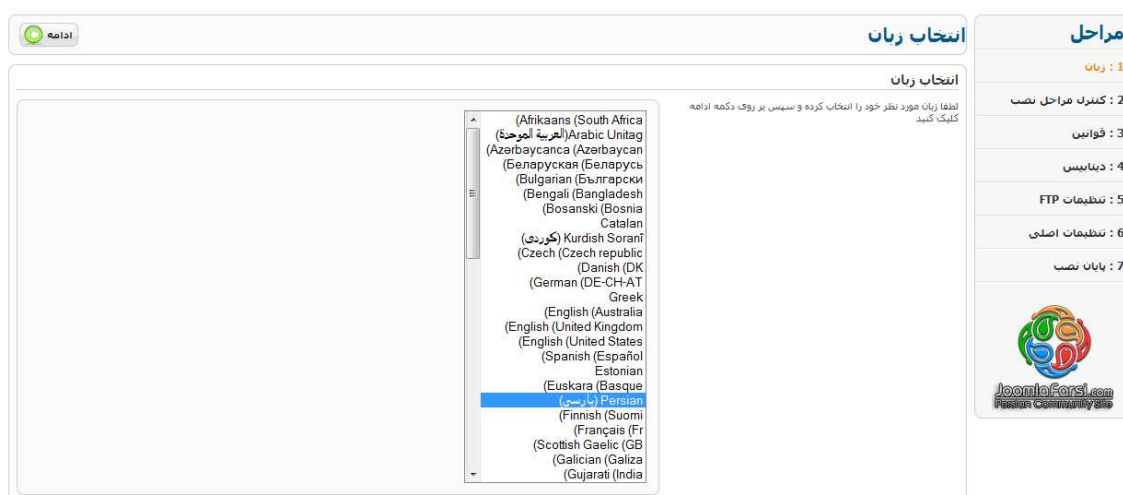 مراحل
1 : زبان
2 : کنترل مراحل نصب
3 : قوانین
4 : دیتابیس
5 : تنظیمات FTP
6 : تنظیمات اصلی
7 : پایان نصب
JoomlaFarsi.com
Persian Community Site
انتخاب زبان
ادامه
انتخاب زبان
لطفا زبان مورد نظر خود را انتخاب کرده و سپس بر روی دکمه ادامه
کلیک کنید
(Afrikaans (South Africa
(العربية الموحدة)Arabic Unitag
(Azərbaycanca (Azərbaycan
(Беларуская (Беларусь
(Bulgarian (Български
(Bengali (Bangladesh
(Bosanski (Bosnia
Catalan
(کوردی) Kurdish Soranî
(Czech (Czech republic
(Danish (DK
(German (DE-CH-AT
Greek
(English (Australia
(English (United Kingdom
(English (United States
(Spanish (Español
Estonian
(Euskara (Basque
(پارسی) Persian
(Finnish (Suomi
(Français (Fr
(Scottish Gaelic (GB
(Galician (Galiza
(Gujarati (India